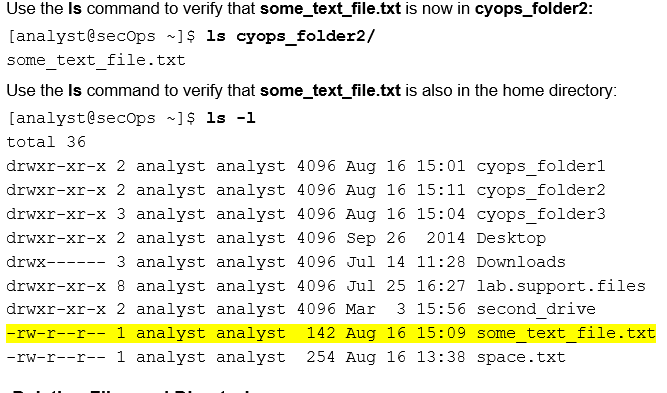 Use the ls command to verify that some_text_file.txt is now in cyops_folder2:
[analyst@secOps ~]$ ls cyops_folder2/
some_text_file.txt
Use the ls command to verify that some_text_file.txt is also in the home directory:
[analyst@secOps ~]$ ls -l
total 36
drwxr-xr-x 2 analyst analyst 4096 Aug 16 15:01 cyops_folder1
drwxr-xr-x 2 analyst analyst 4096 Aug 16 15:11 cyops_folder2
drwxr-xr-x 3 analyst analyst 4096 Aug 16 15:04 cyops_folder3
drwxr-xr-x 2 analyst analyst 4096 Sep 26  2014 Desktop
drwx------ 3 analyst analyst 4096 Jul 14 11:28 Downloads
drwxr-xr-x 8 analyst analyst 4096 Jul 25 16:27 lab.support.files
drwxr-xr-x 2 analyst analyst 4096 Mar  3 15:56 second_drive
-rw-r--r-- 1 analyst analyst  142 Aug 16 15:09 some_text_file.txt
-rw-r--r-- 1 analyst analyst  254 Aug 16 13:38 space.txt